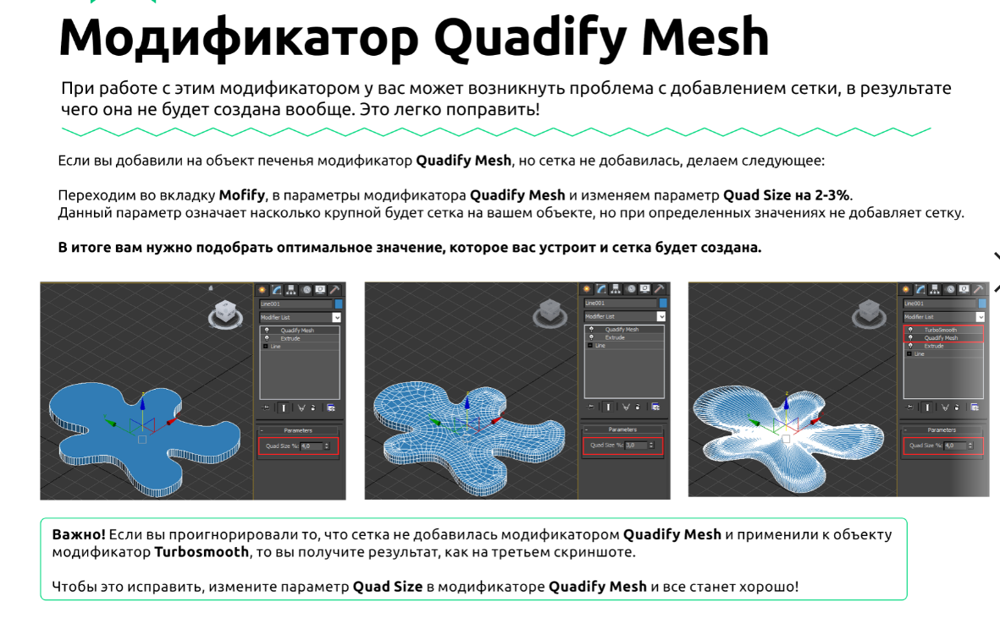 Модификатор Quadify Mesh
При работе с этим модификатором у вас может возникнуть проблема с добавлением сетки, в результате
чего она не будет создана вообще. Это легко поправить!
Если вы добавили на объект печенья модификатор Quadify Mesh, но сетка не добавилась, делаем следующее:
Переходим во вкладку Mofify, в параметры модификатора Quadify Mesh и изменяем параметр Quad Size на 2-3%.
Данный параметр означает насколько крупной будет сетка на вашем объекте, но при определенных значениях не добавляет сетку.
В итоге вам нужно подобрать оптимальное значение, которое вас устроит и сетка будет создана.
Line001
Modifier List
Quadify Mesh
Extrude
Line
Parameters
Quad Size %: 4,0
Line001
Modifier List
Quadify Mesh
Extrude
Line
Parameters
Quad Size %: 3,0
Line001
Modifier List
TurboSmooth
Quadify Mesh
Extrude
Line
Parameters
Quad Size %: 4,0
Важно! Если вы проигнорировали то, что сетка не добавилась модификатором Quadify Mesh и применили к объекту
модификатор Turbosmooth, то вы получите результат, как на третьем скриншоте.
Чтобы это исправить, измените параметр Quad Size в модификаторе Quadify Mesh и все станет хорошо!